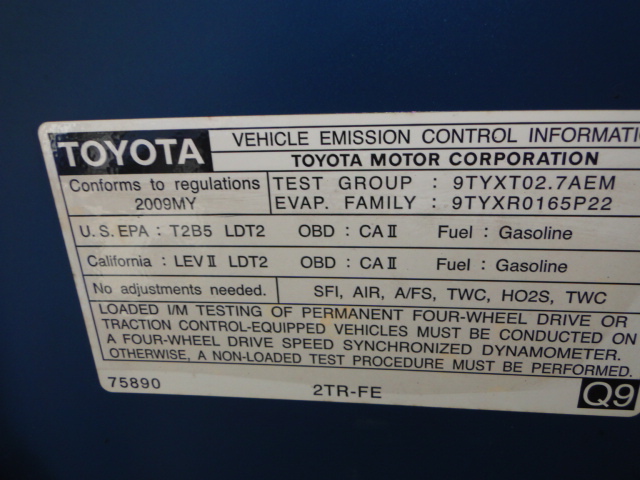 TOYOTA
VEHICLE EMISSION CONTROL INFORMATI
TOYOTA MOTOR CORPORATION
Conforms to regulations
2009MY
TEST GROUP : 9TYXT02.7AEM
EVAP. FAMILY : 9TYXR0165P22
U.S. EPA : T2B5 LDT2 OBD : CA II Fuel : Gasoline
California : LEV II LDT2 OBD : CA II Fuel : Gasoline
No adjustments needed. SFI, AIR, A/FS, TWC, HO2S, TWC
LOADED I/M TESTING OF PERMANENT FOUR-WHEEL DRIVE OR
TRACTION CONTROL-EQUIPPED VEHICLES MUST BE CONDUCTED ON
A FOUR-WHEEL DRIVE SPEED SYNCHRONIZED DYNAMOMETER.
OTHERWISE, A NON-LOADED TEST PROCEDURE MUST BE PERFORMED.
75890 2TR-FE Q9